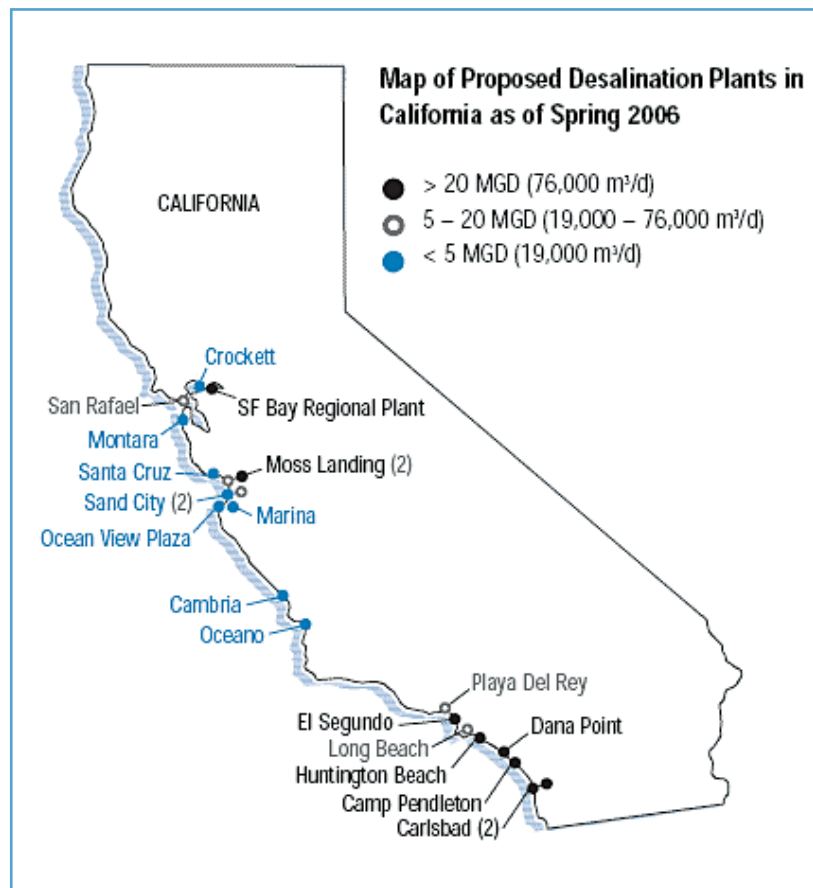 Map of Proposed Desalination Plants in
California as of Spring 2006
> 20 MGD (76,000 m³/d)
5 – 20 MGD (19,000 – 76,000 m³/d)
< 5 MGD (19,000 m³/d)
CALIFORNIA
Crockett
San Rafael
SF Bay Regional Plant
Montara
Santa Cruz
Moss Landing (2)
Sand City (2)
Marina
Ocean View Plaza
Cambria
Oceano
Playa Del Rey
El Segundo
Dana Point
Long Beach
Huntington Beach
Camp Pendleton
Carlsbad (2)